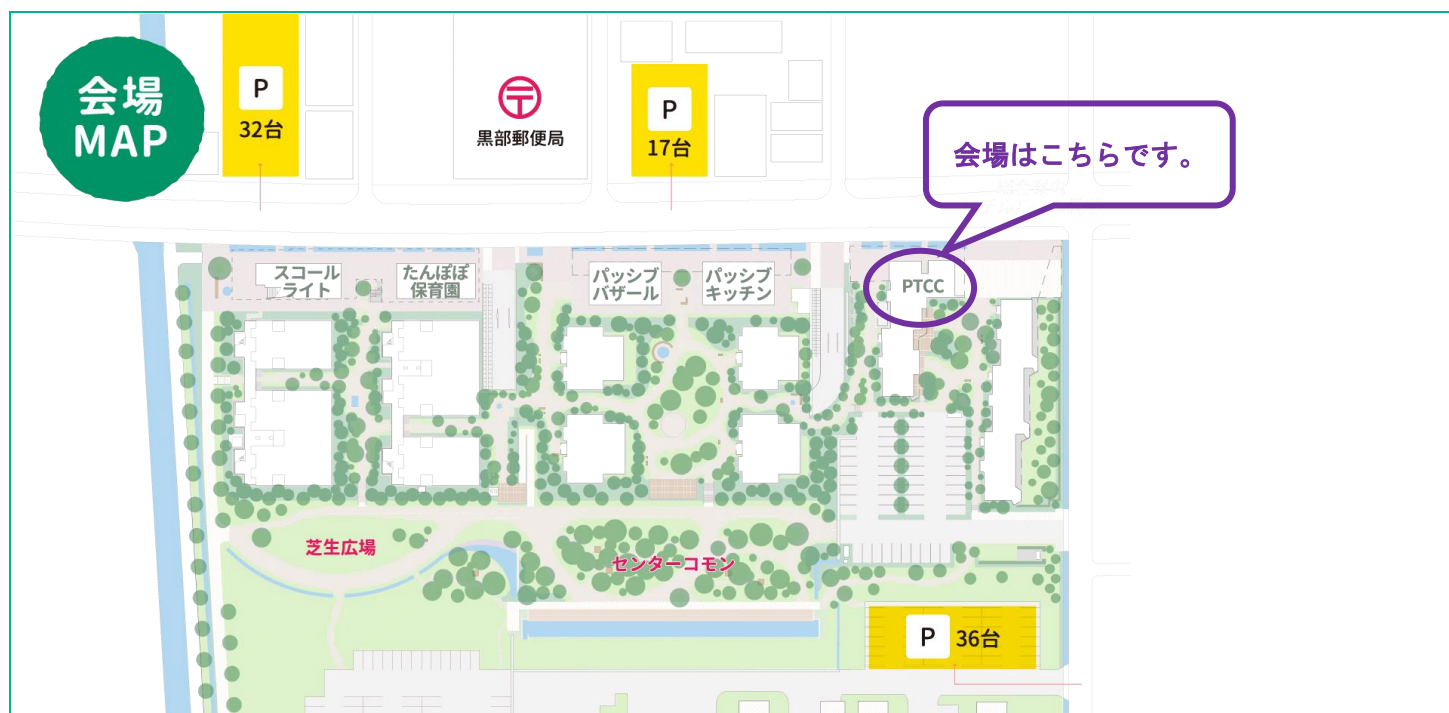 会場
MAP
P
32台
黒部郵便局
P
17台
会場はこちらです。
スコール
ライト
たんぽぽ
保育園
パッシブ
バザール
パッシブ
キッチン
PTCC
芝生広場
センターコモン
P 36台